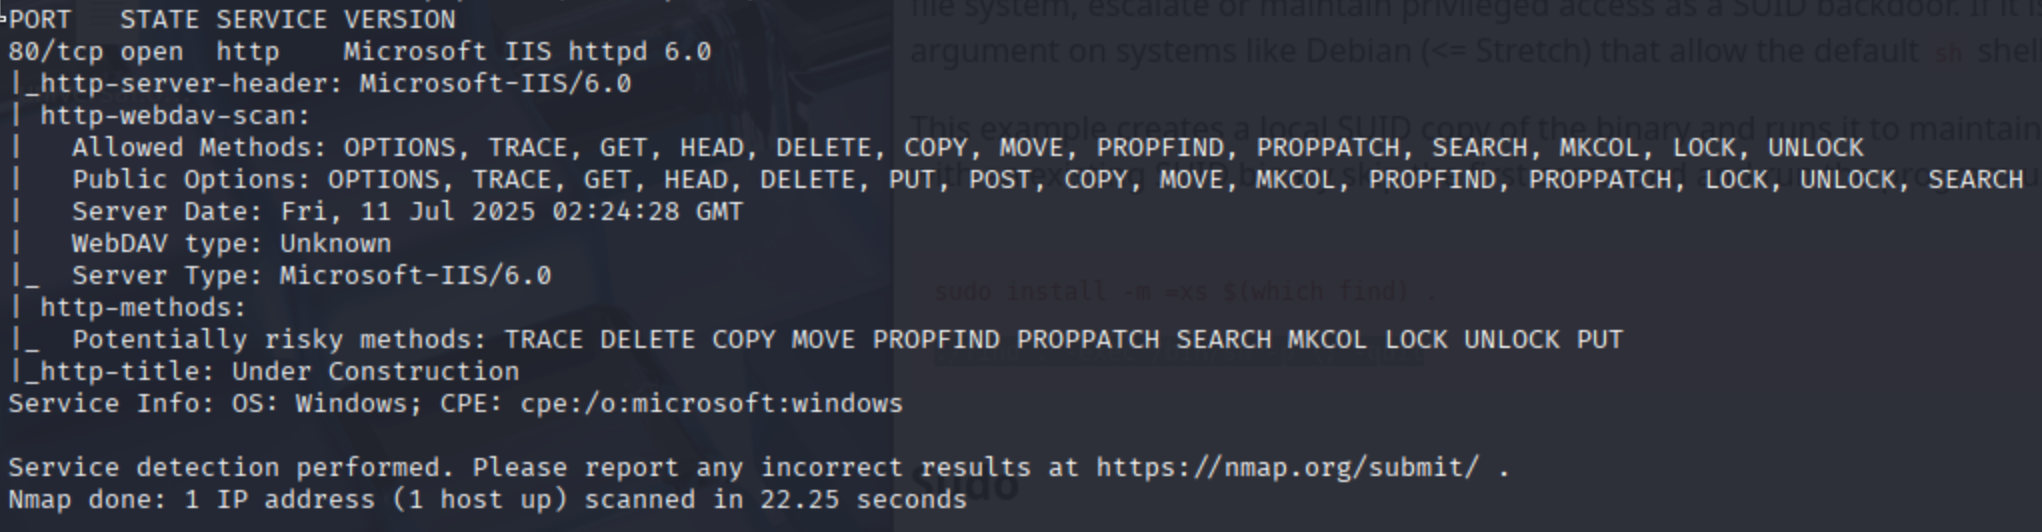 PORT   STATE SERVICE VERSION
80/tcp open  http    Microsoft IIS httpd 6.0
|_http-server-header: Microsoft-IIS/6.0
| http-webdav-scan:
|   Allowed Methods: OPTIONS, TRACE, GET, HEAD, DELETE, COPY, MOVE, PROPFIND, PROPPATCH, SEARCH, MKCOL, LOCK, UNLOCK
|   Public Options: OPTIONS, TRACE, GET, HEAD, DELETE, PUT, POST, COPY, MOVE, MKCOL, PROPFIND, PROPPATCH, LOCK, UNLOCK, SEARCH
|   Server Date: Fri, 11 Jul 2025 02:24:28 GMT
|   WebDAV type: Unknown
|_  Server Type: Microsoft-IIS/6.0
| http-methods:
|_  Potentially risky methods: TRACE DELETE COPY MOVE PROPFIND PROPPATCH SEARCH MKCOL LOCK UNLOCK PUT
|_http-title: Under Construction
Service Info: OS: Windows; CPE: cpe:/o:microsoft:windows
Service detection performed. Please report any incorrect results at https://nmap.org/submit/ .
Nmap done: 1 IP address (1 host up) scanned in 22.25 seconds
file system, escalate or maintain privileged access as a SUID backdoor. If it is
argument on systems like Debian (<= Stretch) that allow the default sh
This example creates a local SUID copy of the binary and runs it to maintain
sudo install -m =xs $(which find) .
Sudo